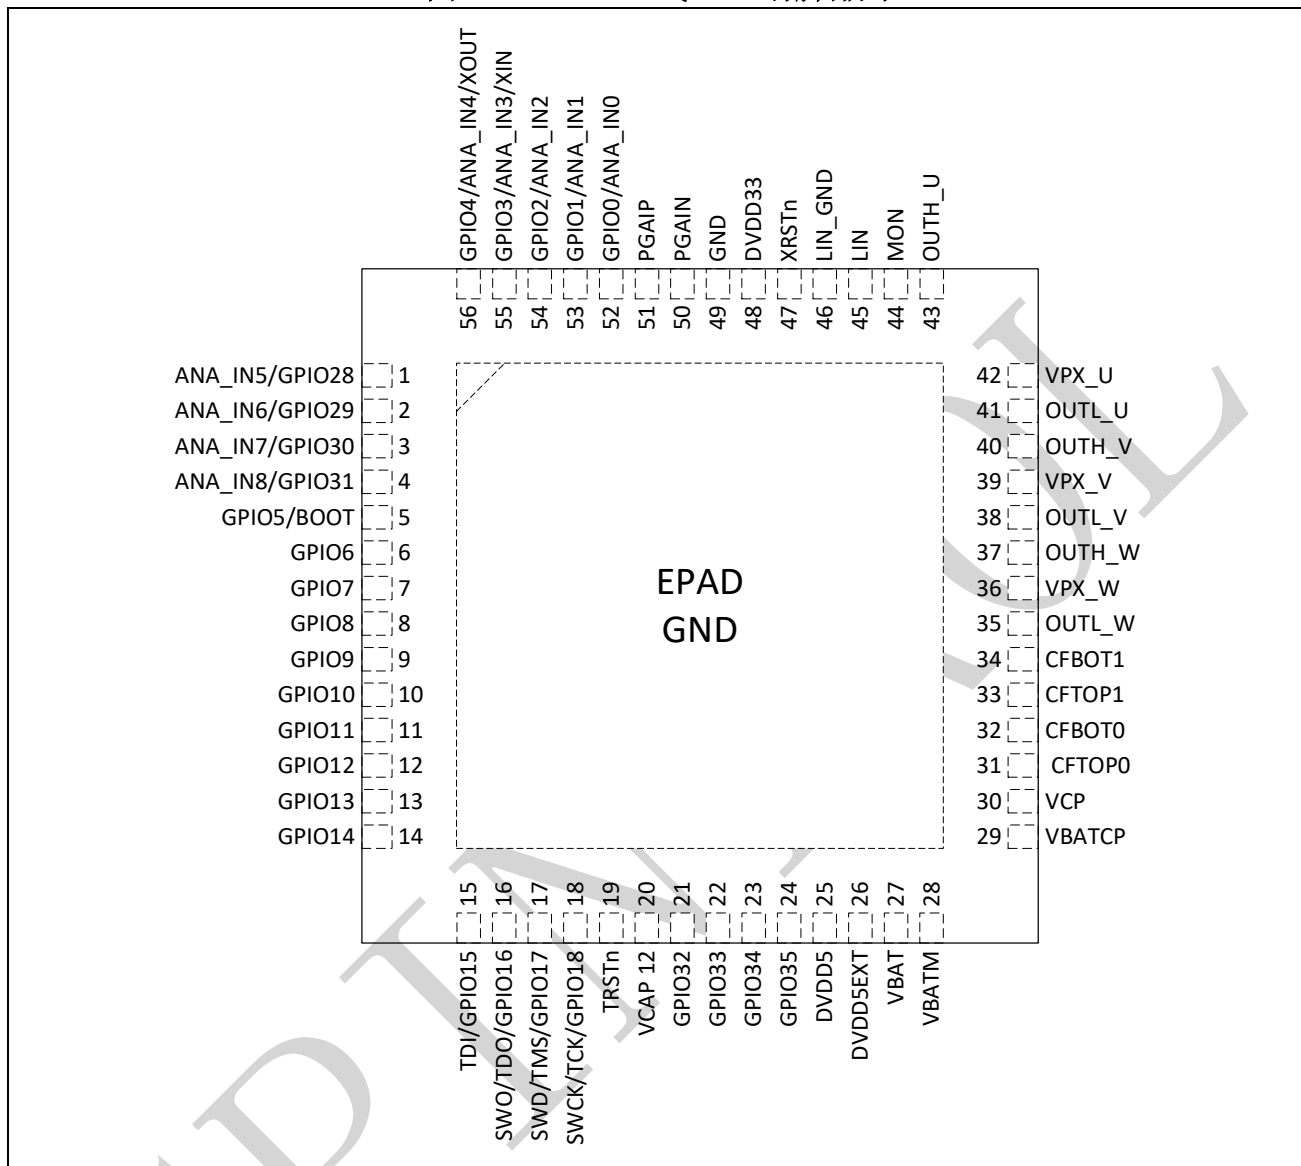 GPIO4/ANA_IN4/XOUT
GPIO3/ANA_IN3/XIN
GPIO2/ANA_IN2
GPIO1/ANA_IN1
GPIO0/ANA_IN0
PGAIP
PGAIN
GND
DVDD33
XRSTn
LIN_GND
LIN
MON
OUTH_U
56
55
54
53
52
51
50
49
48
47
46
45
44
43
ANA_IN5/GPIO28 1
ANA_IN6/GPIO29 2
ANA_IN7/GPIO30 3
ANA_IN8/GPIO31 4
GPIO5/BOOT 5
GPIO6 6
GPIO7 7
GPIO8 8
GPIO9 9
GPIO10 10
GPIO11 11
GPIO12 12
GPIO13 13
GPIO14 14
EPAD
GND
42 VPX_U
41 OUTL_U
40 OUTH_V
39 VPX_V
38 OUTL_V
37 OUTH_W
36 VPX_W
35 OUTL_W
34 CFBOT1
33 CFTOP1
32 CFBOT0
31 CFTOP0
30 VCP
29 VBATCP
15
16
17
18
19
20
21
22
23
24
25
26
27
28
TDI/GPIO15
SWO/TDO/GPIO16
SWD/TMS/GPIO17
SWCK/TCK/GPIO18
TRSTn
VCAP 12
GPIO32
GPIO33
GPIO34
GPIO35
DVDD5
DVDD5EXT
VBAT
VBATM